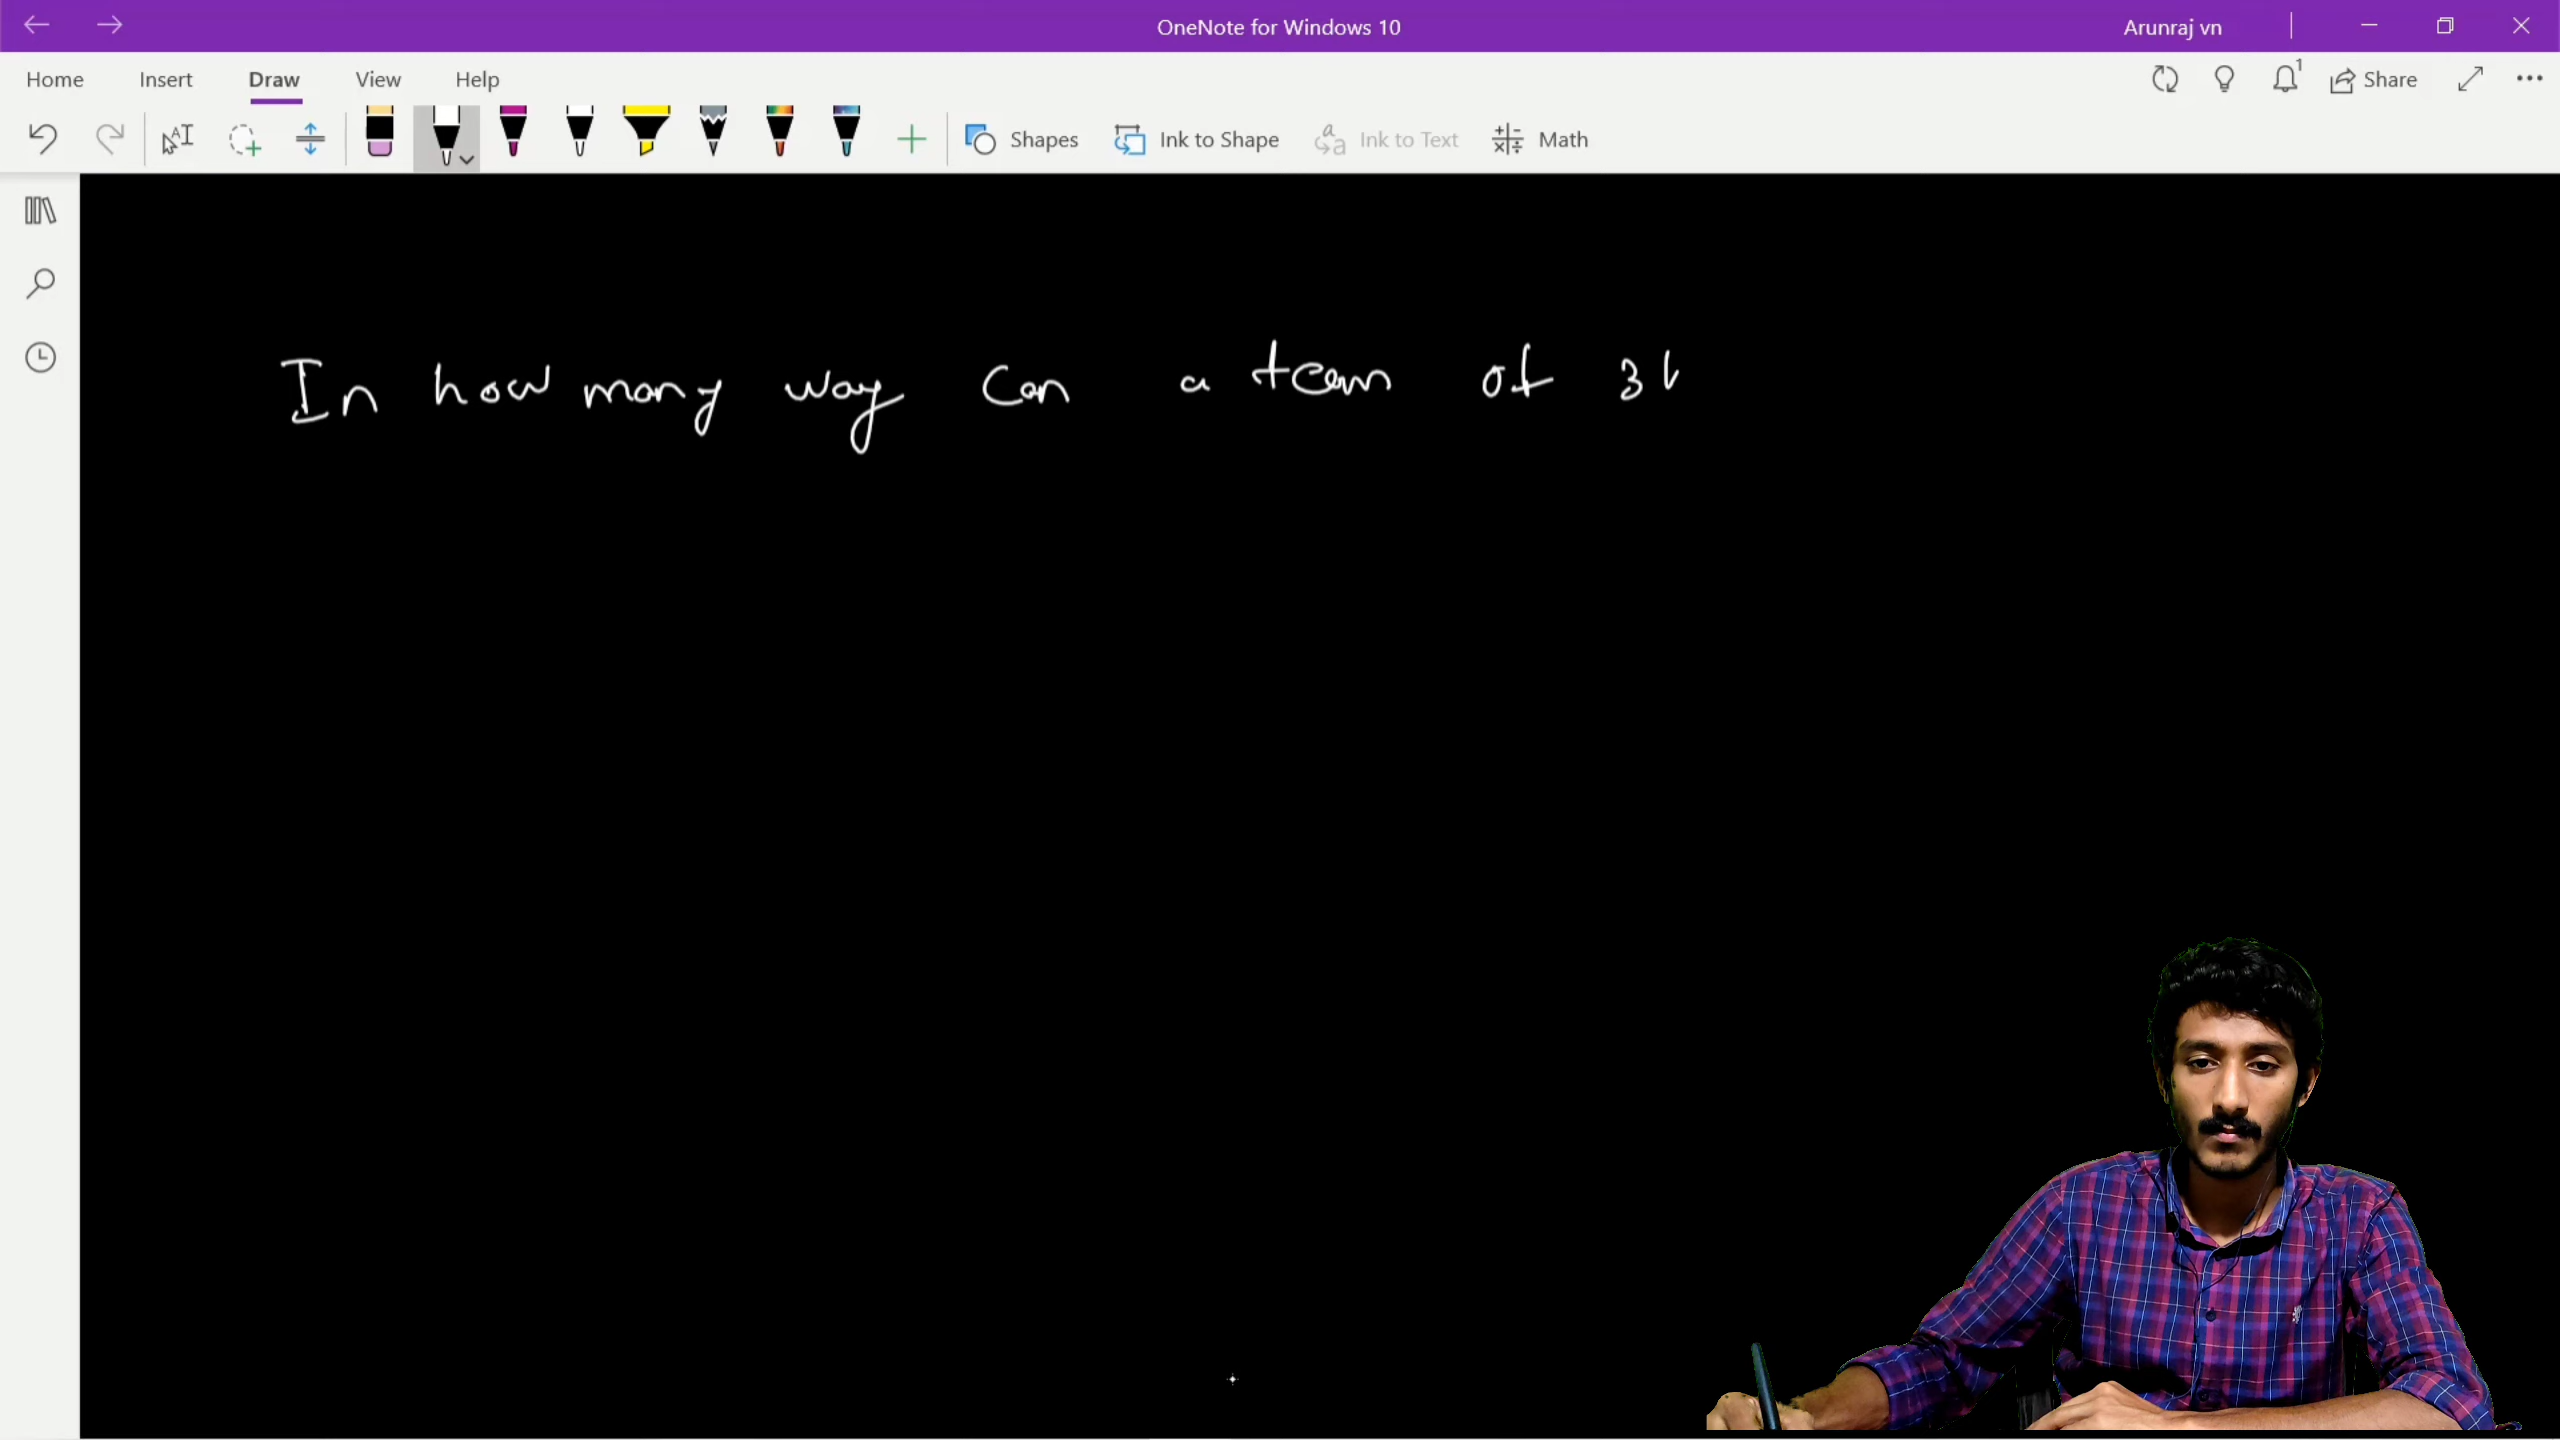 OneNote for Windows 10
Arunraj vn
Home Insert Draw View Help
Share
Shapes Ink to Shape Ink to Text Math
In how many way can a team of 3